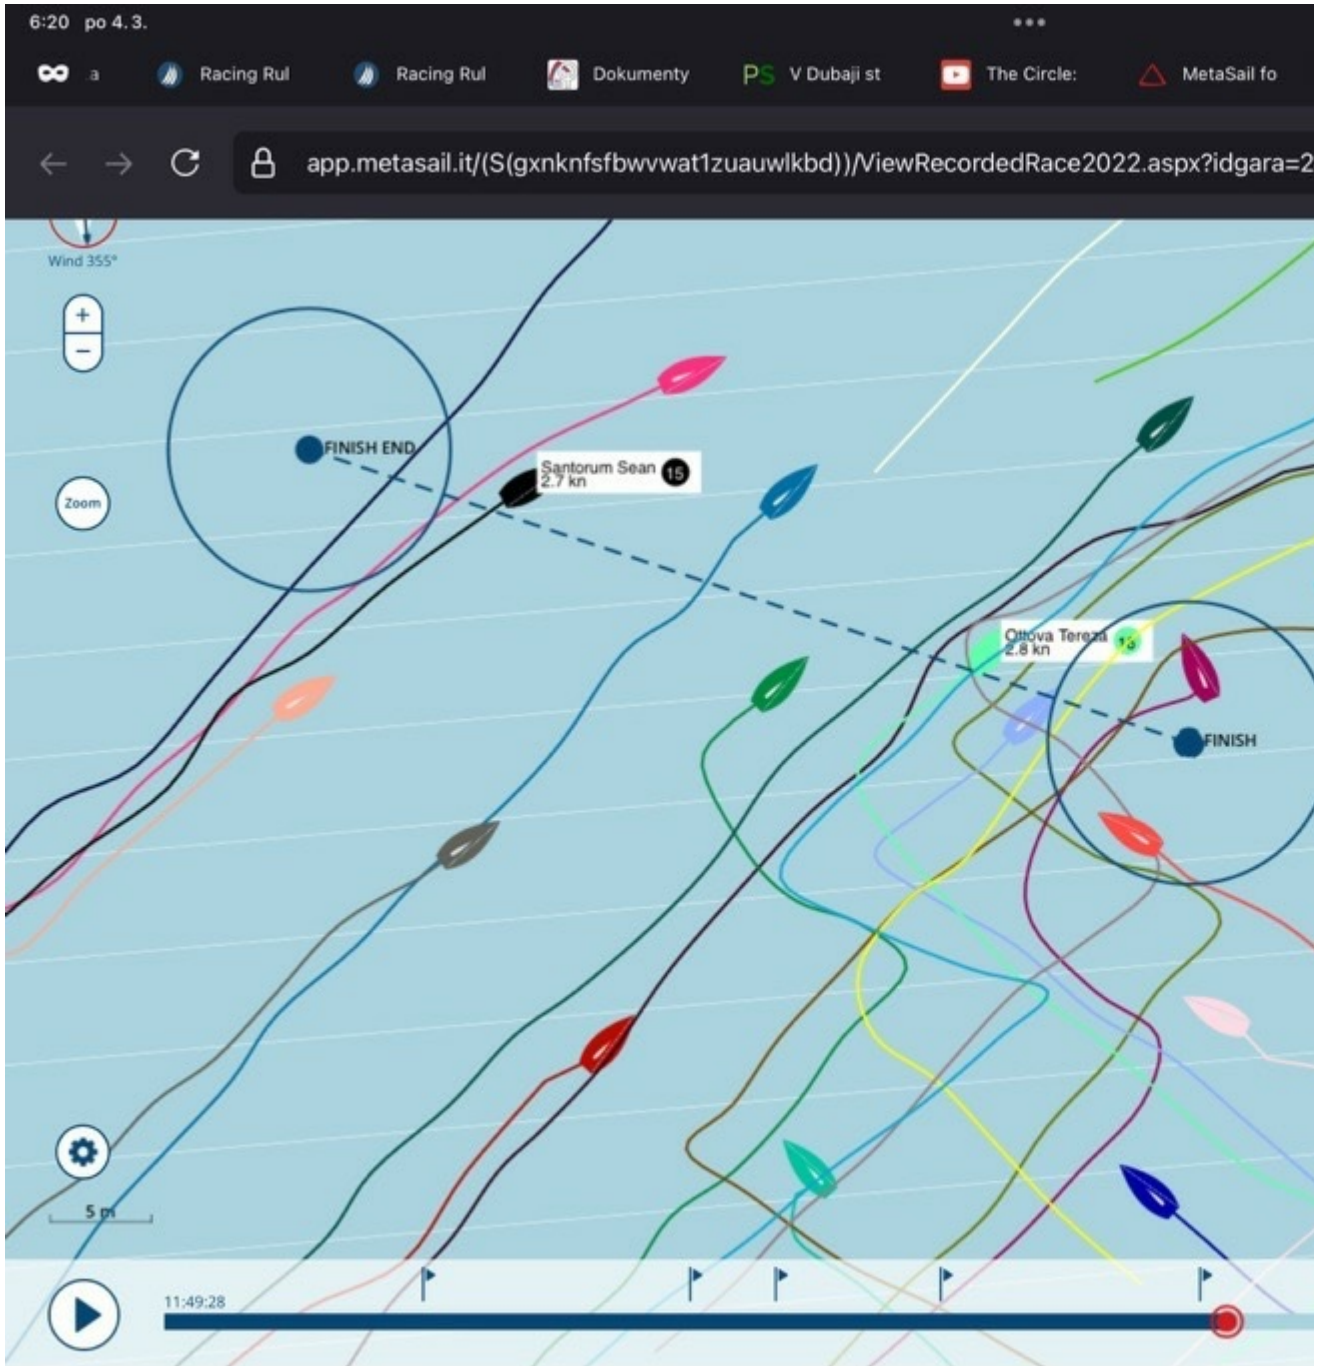 6:20 po 4. 3.
a Racing Rul Racing Rul Dokumenty PS V Dubaji st The Circle: MetaSail fo
app.metasail.it/(S(gxnknfsfbwvwat1zuauwlkbd))/ViewRecordedRace2022.aspx?idgara=2
Wind 355°
+
−
FINISH END
Santorum Sean 15
2.7 kn
Zoom
Ottova Tereza 13
2.8 kn
FINISH
5 m
11:49:28